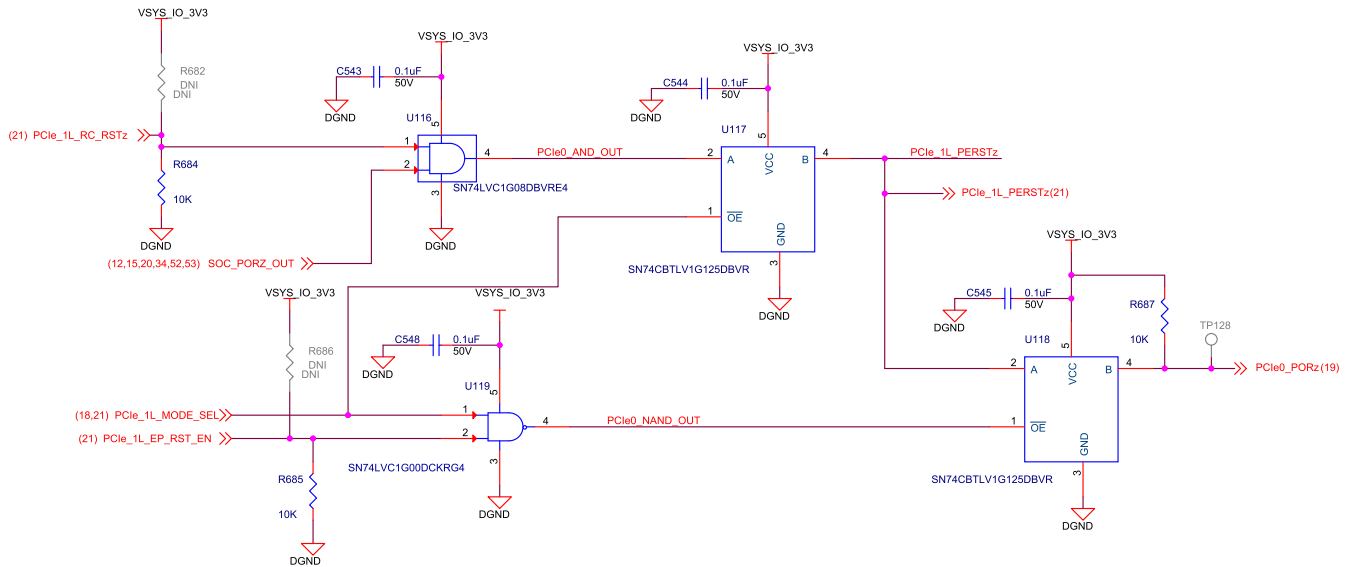 VSYS_IO_3V3
R682
DNI
DNI
(21) PCIe_1L_RC_RSTz
R684
10K
DGND
(12,15,20,34,52,53) SOC_PORZ_OUT
VSYS_IO_3V3
C543 0.1uF
50V
DGND
U116
5
1
2
4
3
SN74LVC1G08DBVRE4
DGND
PCIe0_AND_OUT
VSYS_IO_3V3
C544 0.1uF
50V
DGND
U117
5
2 A VCC B 4
1 OE
GND
3
SN74CBTLV1G125DBVR
DGND
PCIe_1L_PERSTz
PCIe_1L_PERSTz(21)
VSYS_IO_3V3
R686
DNI
DNI
(18,21) PCIe_1L_MODE_SEL
(21) PCIe_1L_EP_RST_EN
R685
10K
DGND
VSYS_IO_3V3
C548 0.1uF
50V
DGND
U119
5
1
2
4
3
SN74LVC1G00DCKRG4
DGND
PCIe0_NAND_OUT
VSYS_IO_3V3
C545 0.1uF
50V
DGND
R687
10K
TP128
U118
5
2 A VCC B 4
1 OE
GND
3
SN74CBTLV1G125DBVR
DGND
PCIe0_PORz(19)